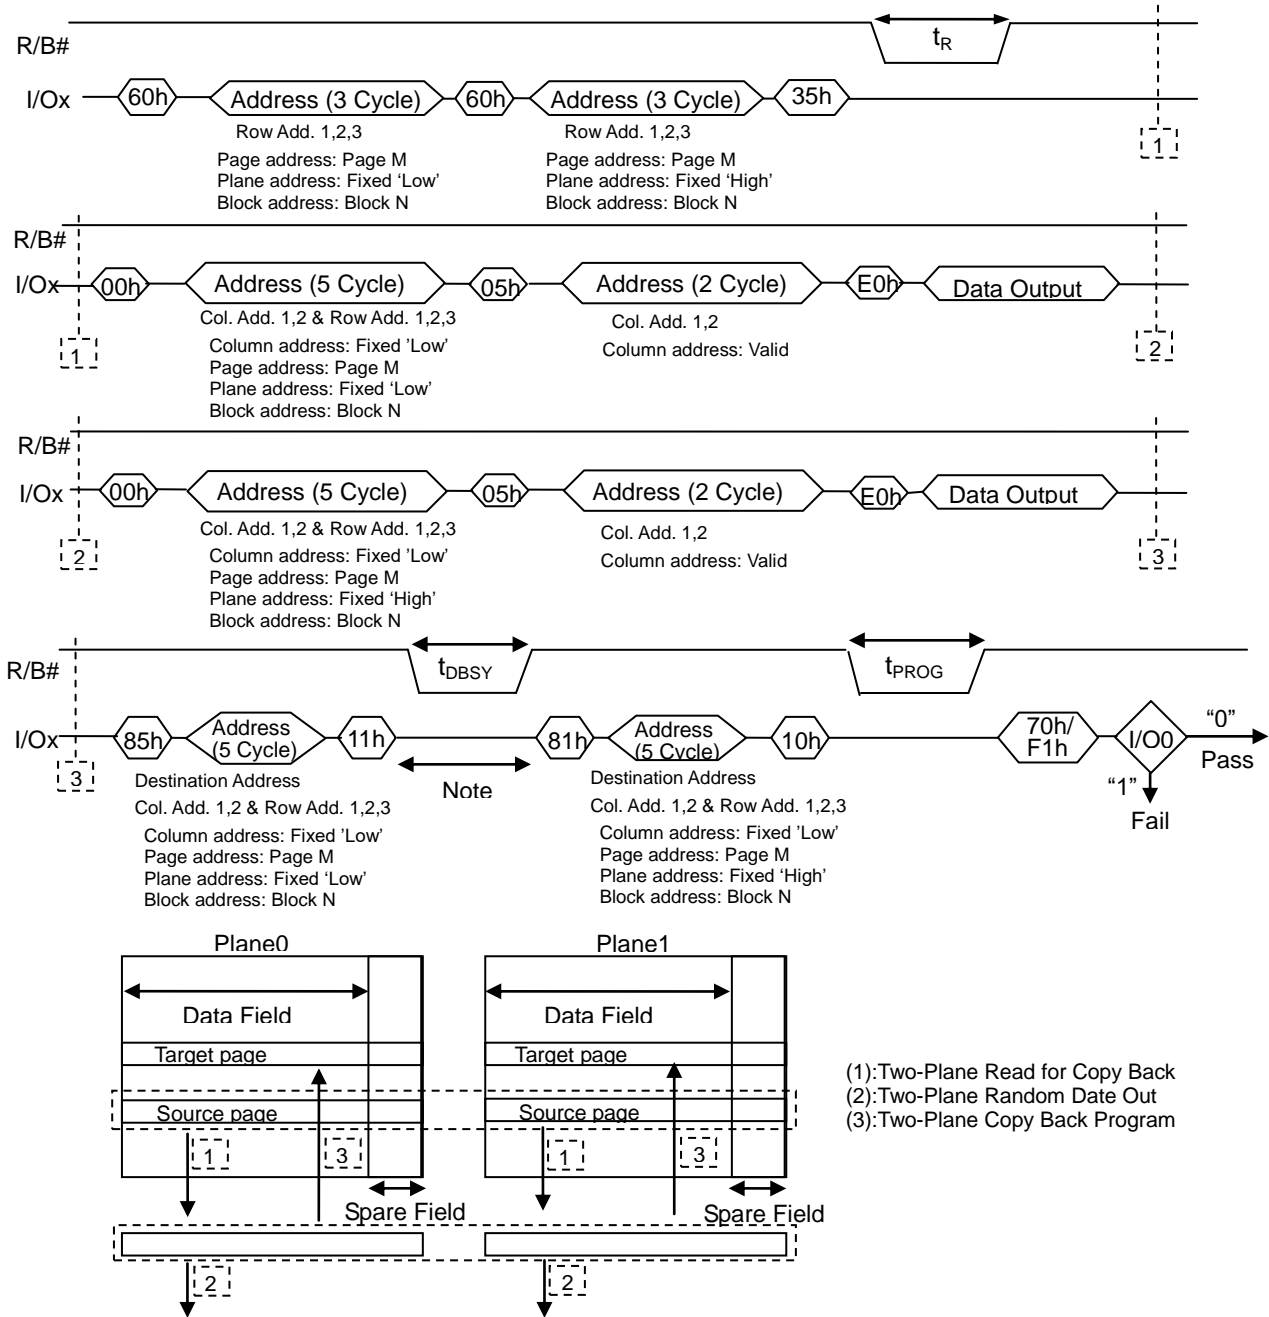 t_R
R/B#
I/Ox 60h Address (3 Cycle) 60h Address (3 Cycle) 35h
Row Add. 1,2,3 Row Add. 1,2,3
Page address: Page M Page address: Page M
Plane address: Fixed ‘Low’ Plane address: Fixed ‘High’
Block address: Block N Block address: Block N
1
R/B#
I/Ox 00h Address (5 Cycle) 05h Address (2 Cycle) E0h Data Output
Col. Add. 1,2 & Row Add. 1,2,3 Col. Add. 1,2
Column address: Fixed ’Low’ Column address: Valid
Page address: Page M
Plane address: Fixed ‘Low’
Block address: Block N
1 2
R/B#
I/Ox 00h Address (5 Cycle) 05h Address (2 Cycle) E0h Data Output
Col. Add. 1,2 & Row Add. 1,2,3 Col. Add. 1,2
Column address: Fixed ’Low’ Column address: Valid
Page address: Page M
Plane address: Fixed ‘High’
Block address: Block N
2 3
R/B# t_DBSY t_PROG
I/Ox 85h Address (5 Cycle) 11h 81h Address (5 Cycle) 10h 70h/F1h I/O0 “0” Pass
3 Note “1” Fail
Destination Address Destination Address
Col. Add. 1,2 & Row Add. 1,2,3 Col. Add. 1,2 & Row Add. 1,2,3
Column address: Fixed ’Low’ Column address: Fixed ’Low’
Page address: Page M Page address: Page M
Plane address: Fixed ‘Low’ Plane address: Fixed ‘High’
Block address: Block N Block address: Block N
Plane0 Plane1
Data Field Data Field
Target page Target page
Source page Source page
1 3 1 3
Spare Field Spare Field
2 2
(1):Two-Plane Read for Copy Back
(2):Two-Plane Random Date Out
(3):Two-Plane Copy Back Program